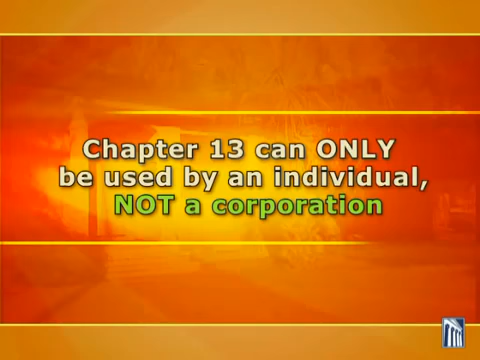 Chapter 13 can ONLY
be used by an individual,
NOT a corporation